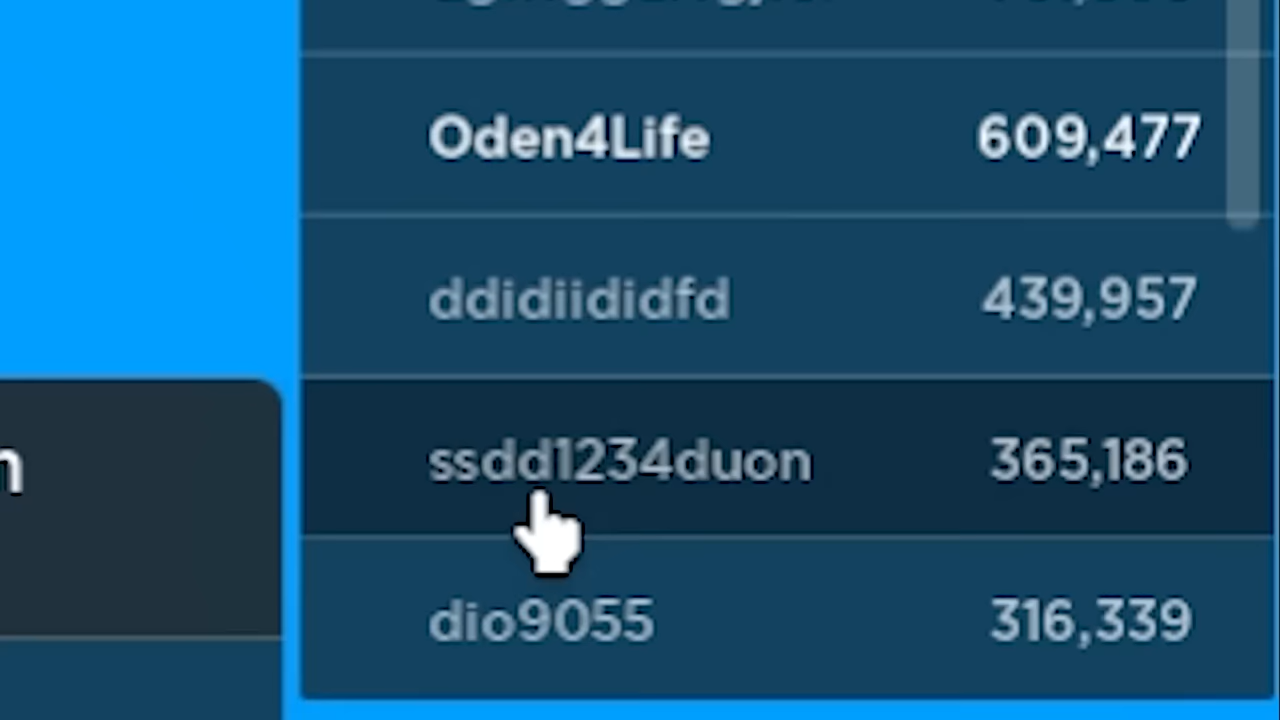 Oden4Life 609,477
ddidiididfd 439,957
ssdd1234duon 365,186
dio9055 316,339